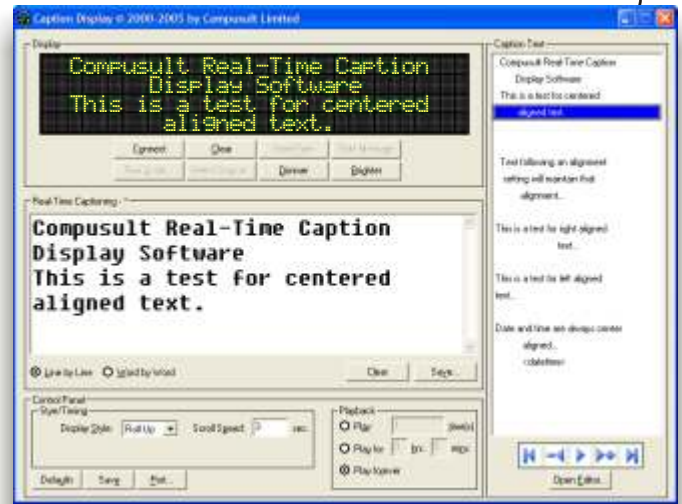 Caption Display © 2000-2005 by Compusult Limited
Display
Compusult Real-Time Caption
Display Software
This is a test for centered
aligned text.
Connect Clear
Dimmer Brighter
Real-Time Captioning -
Compusult Real-Time Caption
Display Software
This is a test for centered
aligned text.
Line by Line Word by Word
Clear Save...
Control Panel
Style/Timing
Display Style: Roll Up Scroll Speed: sec.
Defaults Save Port...
Playback
Play time(s)
Play for hrs. mins.
Play forever
Caption Text
Compusult Real-Time Caption
Display Software
This is a test for centered
aligned text.
Text following an alignment
setting will maintain that
alignment...
This is a test for right aligned
text...
This is a test for left aligned
text...
Date and time are always center
aligned...
<datetime>
Open Editor...